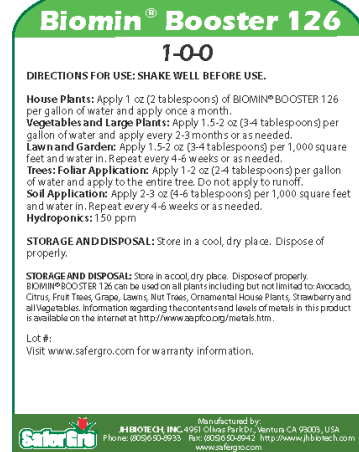 Biomin® Booster 126
1-0-0
DIRECTIONS FOR USE: SHAKE WELL BEFORE USE.
House Plants: Apply 1 oz (2 tablespoons) of BIOMIN® BOOSTER 126
per gallon of water and apply once a month.
Vegetables and Large Plants: Apply 1.5-2 oz (3-4 tablespoons) per
gallon of water and apply every 2-3 months or as needed.
Lawn and Garden: Apply 1.5-2 oz (3-4 tablespoons) per 1,000 square
feet and water in. Repeat every 4-6 weeks or as needed.
Trees: Foliar Application: Apply 1-2 oz (2-4 tablespoons) per gallon
of water and apply to the entire tree. Do not apply to runoff.
Soil Application: Apply 2-3 oz (4-6 tablespoons) per 1,000 square feet
and water in. Repeat every 4-6 weeks or as needed.
Hydroponics: 150 ppm
STORAGE AND DISPOSAL: Store in a cool, dry place. Dispose of
properly.
STORAGE AND DISPOSAL: Store in a cool, dry place. Dispose of properly.
BIOMIN® BOOSTER 126 can be used on all plants including but not limited to: Avocado,
Citrus, Fruit Trees, Grape, Lawns, Nut Trees, Ornamental House Plants, Strawberry and
all Vegetables. Information regarding the contents and levels of metals in this product
is available on the internet at http://www.aapfco.org/metals.htm.
Lot #:
Visit www.safergro.com for warranty information.
Manufactured by:
JH BIOTECH, INC. 4951 Olivas Park Dr., Ventura CA 93003, USA
Phone: (805)650-8933 Fax: (805)650-8942 http://www.jhbiotech.com
www.safergro.com
SaferGro